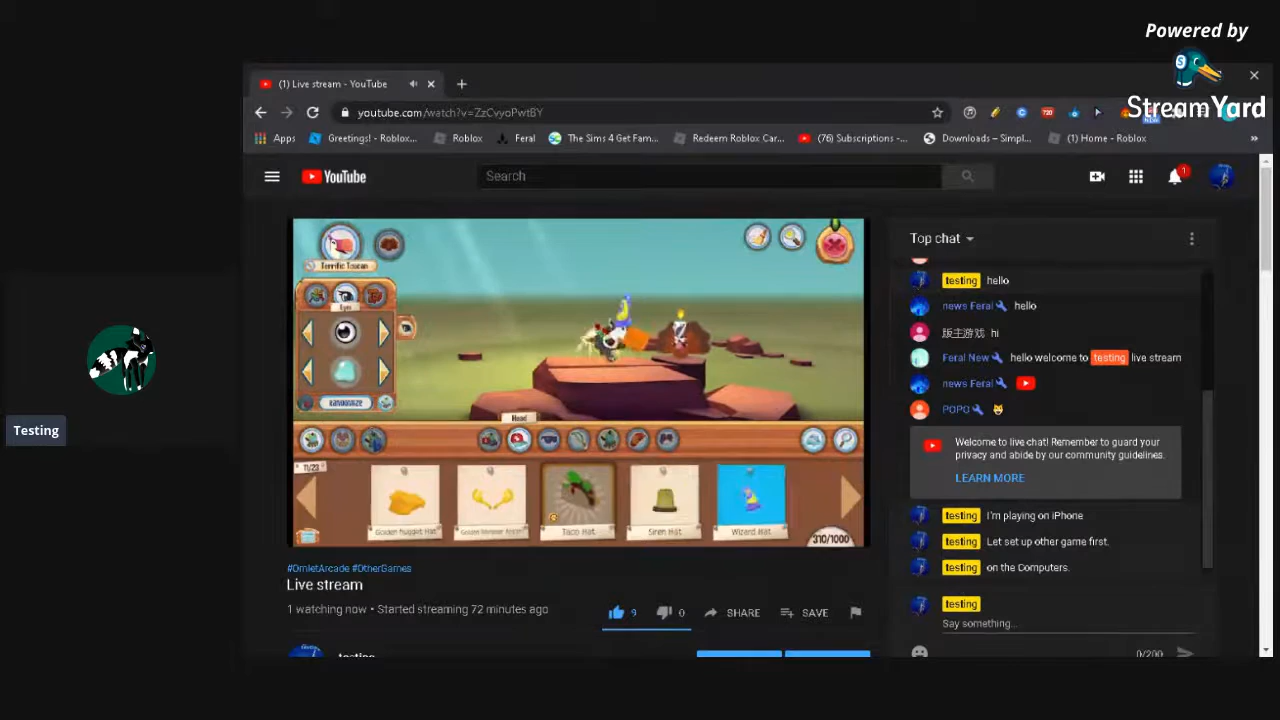 Powered by
StreamYard
(1) Live stream - YouTube
youtube.com/watch?v=ZzCvyoPwtBY
Apps
Greetings! - Roblox...
Roblox
Feral
The Sims 4 Get Fam...
Redeem Roblox Car...
(76) Subscriptions -...
Downloads – Simpl...
(1) Home - Roblox
YouTube
Search
1
Terrific Toucan
Eyes
RANDOMIZE
Head
11/23
Golden Nugget Hat
Taco Hat
Siren Hat
Wizard Hat
310/1000
Top chat
testing hello
news Feral hello
版主游戏 hi
Feral New hello welcome to testing live stream
news Feral
POPO
Welcome to live chat! Remember to guard your
privacy and abide by our community guidelines.
LEARN MORE
testing I'm playing on iPhone
testing Let set up other game first.
testing on the Computers.
testing
Say something...
0/200
#OmletArcade #OtherGames
Live stream
1 watching now • Started streaming 72 minutes ago
9
0
SHARE
SAVE
testing
Testing